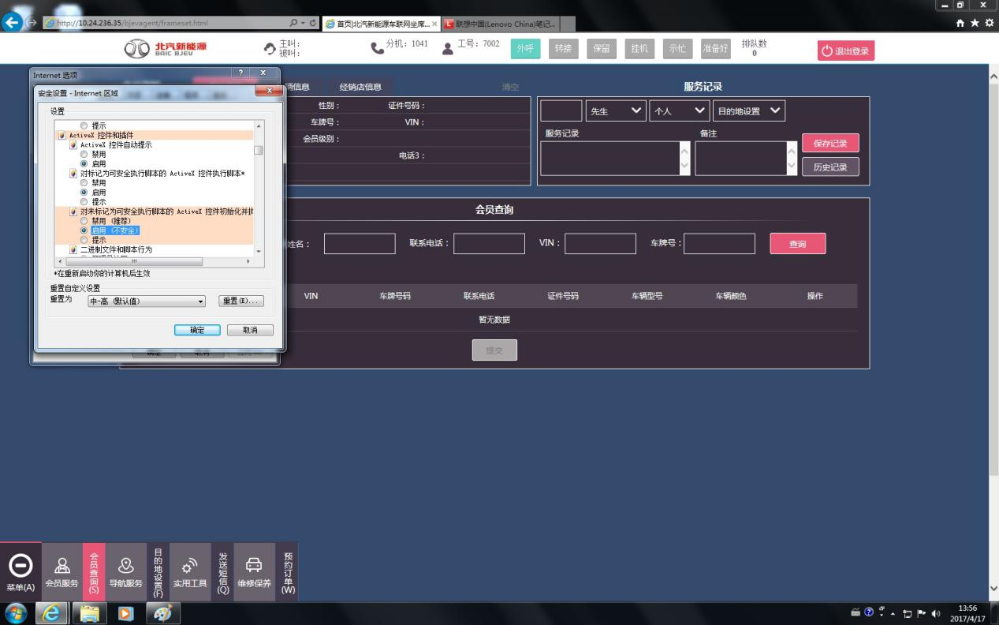 http://10.24.236.35/bjevagent/frameset.html
首页|北汽新能源车联网坐席...
联想中国(Lenovo China)笔记...
北汽新能源
BAIC BJEV
主叫：
被叫：
分机：1041
工号：7002
外呼
转接
保留
挂机
示忙
准备好
排队数
0
退出登录
Internet 选项
安全设置 - Internet 区域
设置
提示
ActiveX 控件和插件
ActiveX 控件自动提示
禁用
启用
对标记为可安全执行脚本的 ActiveX 控件执行脚本*
禁用
启用
提示
对未标记为可安全执行脚本的 ActiveX 控件初始化并执
禁用 (推荐)
启用 (不安全)
提示
二进制文件和脚本行为
*在重新启动你的计算机后生效
重置自定义设置
重置为
中-高 (默认值)
重置(E)...
确定
取消
经销店信息
清空
性别：
证件号码：
车牌号：
VIN：
会员级别：
电话3：
服务记录
先生
个人
目的地设置
服务记录
备注
保存记录
历史记录
会员查询
姓名：
联系电话：
VIN：
车牌号：
查询
VIN
车牌号码
联系电话
证件号码
车辆型号
车辆颜色
操作
暂无数据
提交
菜单(A)
会员服务
会员查询(S)
导航服务
目的地设置(F)
实用工具
发送短信(Q)
维修保养
预约订单(W)
13:56
2017/4/17